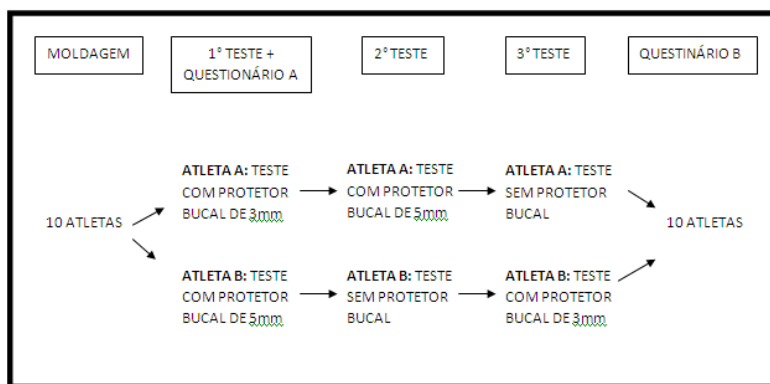 MOLDAGEM
1° TESTE +
QUESTIONÁRIO A
2° TESTE
3° TESTE
QUESTINÁRIO B
10 ATLETAS
ATLETA A: TESTE
COM PROTETOR
BUCAL DE 3mm
ATLETA A: TESTE
COM PROTETOR
BUCAL DE 5mm
ATLETA A: TESTE
SEM PROTETOR
BUCAL
ATLETA B: TESTE
COM PROTETOR
BUCAL DE 5mm
ATLETA B: TESTE
SEM PROTETOR
BUCAL
ATLETA B: TESTE
COM PROTETOR
BUCAL DE 3mm
10 ATLETAS